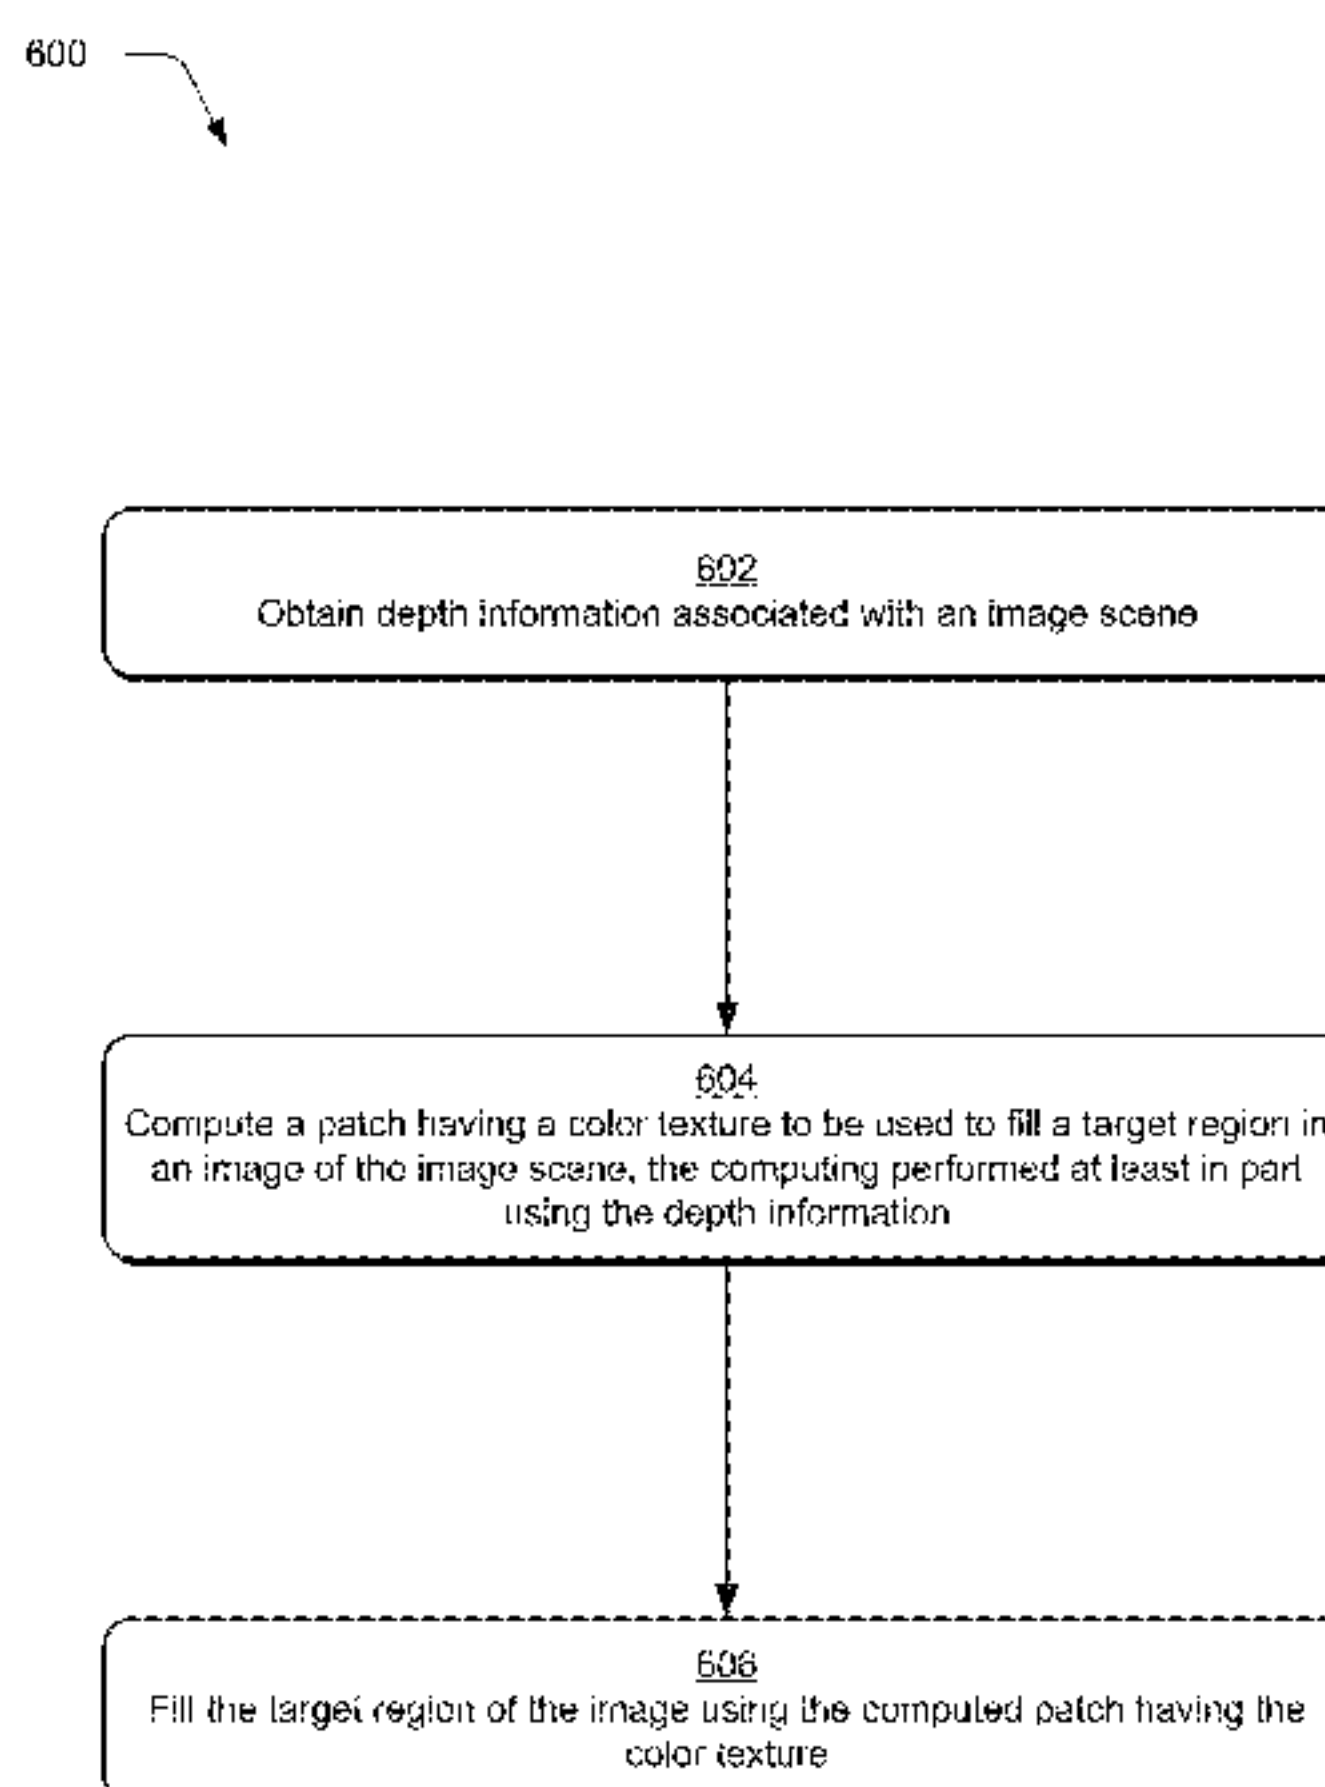 600
602
Obtain depth information associated with an image scene
604
Compute a patch having a color texture to be used to fill a target region in
an image of the image scene, the computing performed at least in part
using the depth information
606
Fill the target region of the image using the computed patch having the
color texture